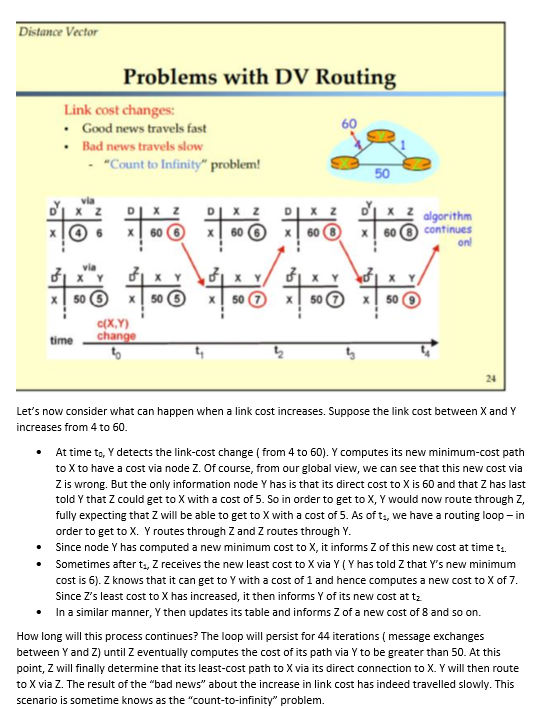 Distance Vector
Problems with DV Routing
Link cost changes:
• Good news travels fast
• Bad news travels slow
- "Count to Infinity" problem!
60
4
1
50
via
D^Y X Z
X 4 6
D X Z
X 60 6
D X Z
X 60 6
D X Z
X 60 8
D^Y X Z
X 60 8
algorithm
continues
on!
via
D^Z X Y
X 50 5
D^Z X Y
X 50 5
D^Z X Y
X 50 7
D^Z X Y
X 50 7
D^Z X Y
X 50 9
c(X,Y)
change
time
t0 t1 t2 t3 t4
24
Let's now consider what can happen when a link cost increases. Suppose the link cost between X and Y
increases from 4 to 60.
• At time t0, Y detects the link-cost change ( from 4 to 60). Y computes its new minimum-cost path
to X to have a cost via node Z. Of course, from our global view, we can see that this new cost via
Z is wrong. But the only information node Y has is that its direct cost to X is 60 and that Z has last
told Y that Z could get to X with a cost of 5. So in order to get to X, Y would now route through Z,
fully expecting that Z will be able to get to X with a cost of 5. As of t1, we have a routing loop – in
order to get to X. Y routes through Z and Z routes through Y.
• Since node Y has computed a new minimum cost to X, it informs Z of this new cost at time t1.
• Sometimes after t1, Z receives the new least cost to X via Y ( Y has told Z that Y's new minimum
cost is 6). Z knows that it can get to Y with a cost of 1 and hence computes a new cost to X of 7.
Since Z's least cost to X has increased, it then informs Y of its new cost at t2.
• In a similar manner, Y then updates its table and informs Z of a new cost of 8 and so on.
How long will this process continues? The loop will persist for 44 iterations ( message exchanges
between Y and Z) until Z eventually computes the cost of its path via Y to be greater than 50. At this
point, Z will finally determine that its least-cost path to X via its direct connection to X. Y will then route
to X via Z. The result of the "bad news" about the increase in link cost has indeed travelled slowly. This
scenario is sometime knows as the "count-to-infinity" problem.